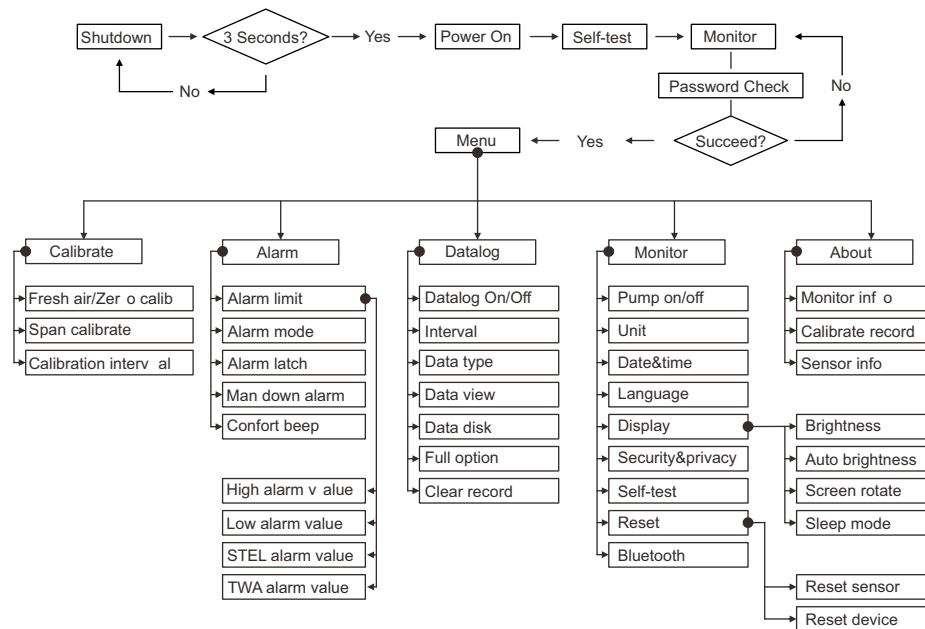 Shutdown
3 Seconds?
Yes
Power On
Self-test
Monitor
No
No
Password Check
Menu
Yes
Succeed?
Calibrate
Alarm
Datalog
Monitor
About
Fresh air/Zer o calib
Span calibrate
Calibration interv al
Alarm limit
Alarm mode
Alarm latch
Man down alarm
Confort beep
High alarm v alue
Low alarm value
STEL alarm value
TWA alarm value
Datalog On/Off
Interval
Data type
Data view
Data disk
Full option
Clear record
Pump on/off
Unit
Date&time
Language
Display
Security&privacy
Self-test
Reset
Bluetooth
Monitor inf o
Calibrate record
Sensor info
Brightness
Auto brightness
Screen rotate
Sleep mode
Reset sensor
Reset device